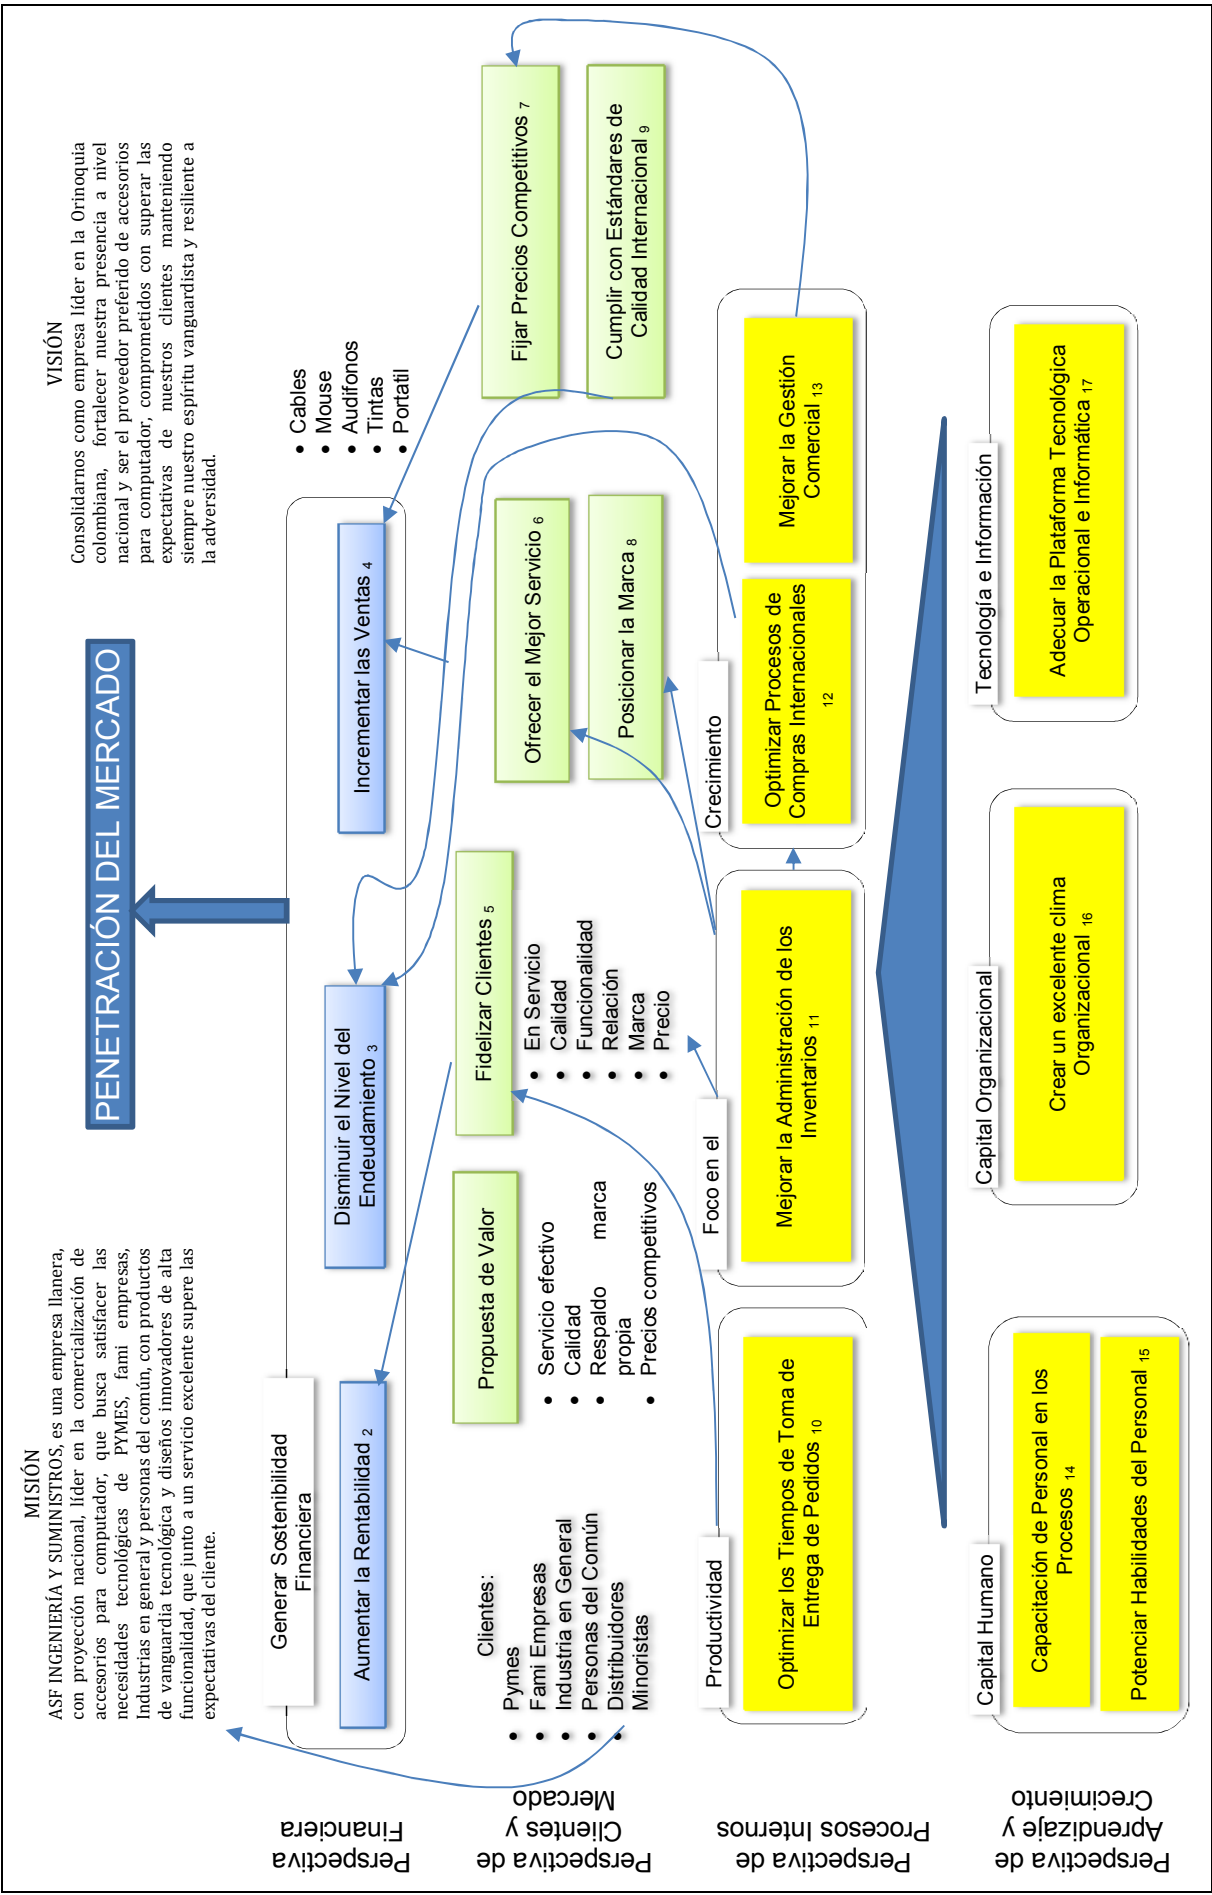 MISIÓN
ASF INGENIERÍA Y SUMINISTROS, es una empresa llanera,
con proyección nacional, líder en la comercialización de
accesorios para computador, que busca satisfacer las
necesidades tecnológicas de PYMES, fami empresas,
Industrias en general y personas del común, con productos
de vanguardia tecnológica y diseños innovadores de alta
funcionalidad, que junto a un servicio excelente supere las
expectativas del cliente.
PENETRACIÓN DEL MERCADO
VISIÓN
Consolidarnos como empresa líder en la Orinoquia
colombiana, fortalecer nuestra presencia a nivel
nacional y ser el proveedor preferido de accesorios
para computador, comprometidos con superar las
expectativas de nuestros clientes manteniendo
siempre nuestro espíritu vanguardista y resiliente a
la adversidad.
Perspectiva
Financiera
Generar Sostenibilidad
Financiera
Aumentar la Rentabilidad 2
Disminuir el Nivel del
Endeudamiento 3
Incrementar las Ventas 4
• Cables
• Mouse
• Audífonos
• Tintas
• Portatil
Perspectiva de
Clientes y
Mercado
Clientes:
• Pymes
• Fami Empresas
• Industria en General
• Personas del Común
• Distribuidores
Minoristas
Propuesta de Valor
• Servicio efectivo
• Calidad
• Respaldo marca
propia
• Precios competitivos
Fidelizar Clientes 5
• En Servicio
• Calidad
• Funcionalidad
• Relación
• Marca
• Precio
Ofrecer el Mejor Servicio 6
Posicionar la Marca 8
Fijar Precios Competitivos 7
Cumplir con Estándares de
Calidad Internacional 9
Perspectiva de
Procesos Internos
Productividad
Optimizar los Tiempos de Toma de
Entrega de Pedidos 10
Foco en el
Mejorar la Administración de los
Inventarios 11
Crecimiento
Optimizar Procesos de
Compras Internacionales
12
Mejorar la Gestión
Comercial 13
Perspectiva de
Aprendizaje y
Crecimiento
Capital Humano
Capacitación de Personal en los
Procesos 14
Potenciar Habilidades del Personal 15
Capital Organizacional
Crear un excelente clima
Organizacional 16
Tecnología e Información
Adecuar la Plataforma Tecnológica
Operacional e Informática 17